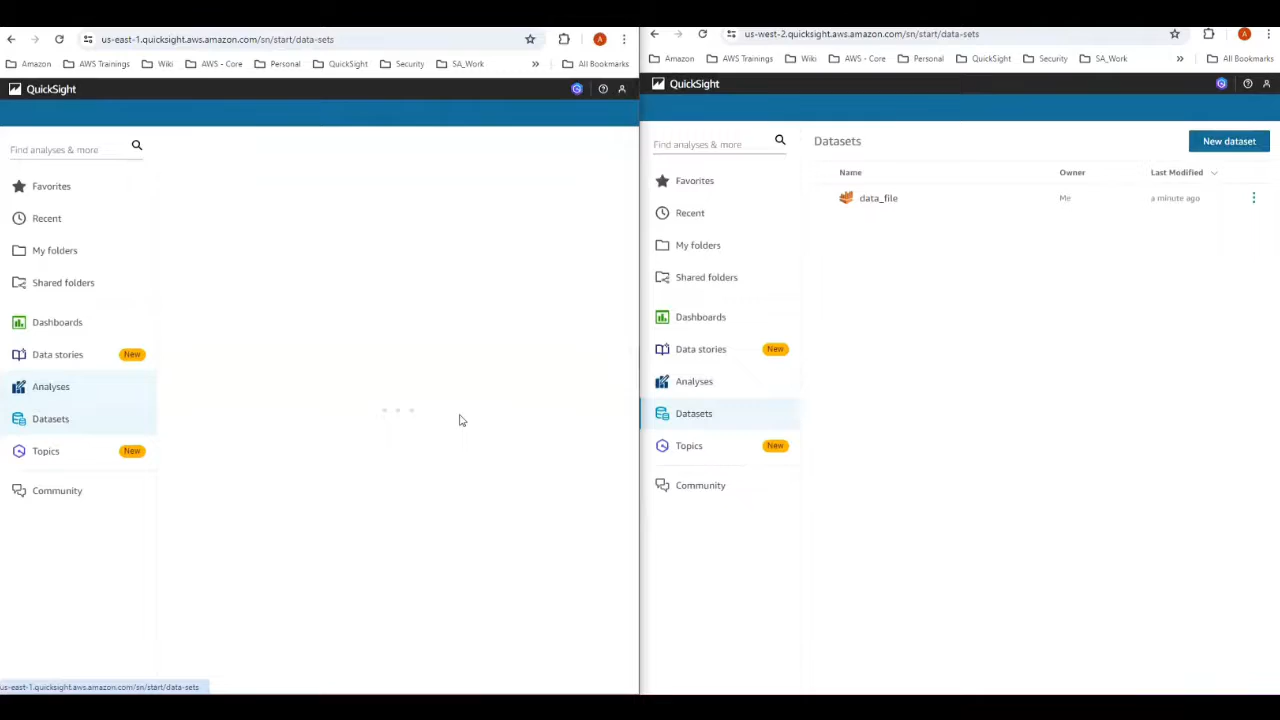 us-east-1.quicksight.aws.amazon.com/sn/start/data-sets
A
Amazon
AWS Trainings
Wiki
AWS - Core
Personal
QuickSight
Security
SA_Work
»
All Bookmarks
QuickSight
Find analyses & more
Favorites
Recent
My folders
Shared folders
Dashboards
Data stories New
Analyses
Datasets
Topics New
Community
us-east-1.quicksight.aws.amazon.com/sn/start/data-sets
us-west-2.quicksight.aws.amazon.com/sn/start/data-sets
A
Amazon
AWS Trainings
Wiki
AWS - Core
Personal
QuickSight
Security
SA_Work
»
All Bookmarks
QuickSight
Find analyses & more
Favorites
Recent
My folders
Shared folders
Dashboards
Data stories New
Analyses
Datasets
Topics New
Community
Datasets
New dataset
Name Owner Last Modified
data_file Me a minute ago